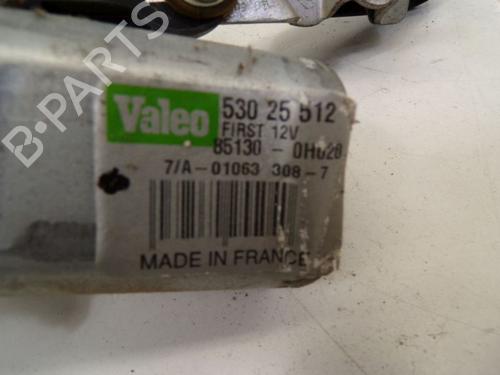 Valeo 530 25 512
FIRST 12V
85130 - 0H020
7/A-01063 308-7
MADE IN FRANCE
B-PARTS